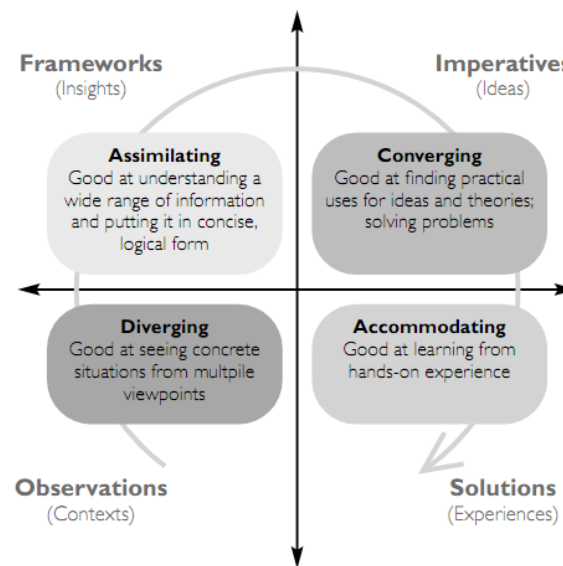 Frameworks
(Insights)
Imperatives
(Ideas)
Assimilating
Good at understanding a
wide range of information
and putting it in concise,
logical form
Converging
Good at finding practical
uses for ideas and theories;
solving problems
Diverging
Good at seeing concrete
situations from multpile
viewpoints
Accommodating
Good at learning from
hands-on experience
Observations
(Contexts)
Solutions
(Experiences)